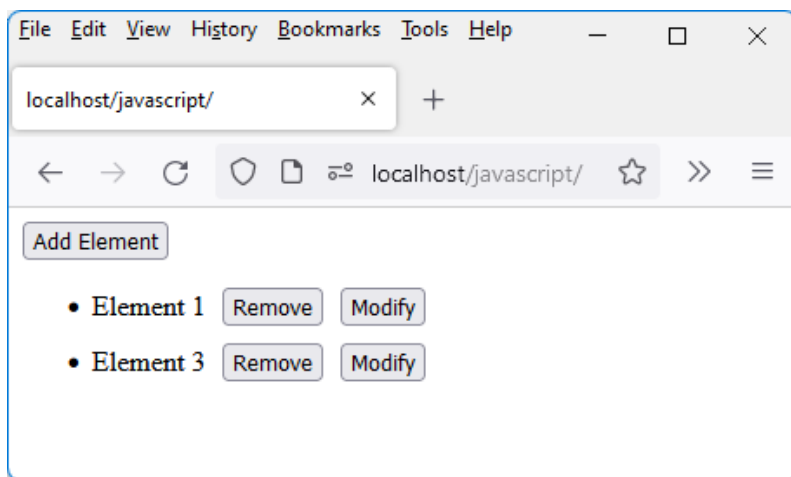 File Edit View History Bookmarks Tools Help
localhost/javascript/
localhost/javascript/
Add Element
• Element 1 Remove Modify
• Element 3 Remove Modify